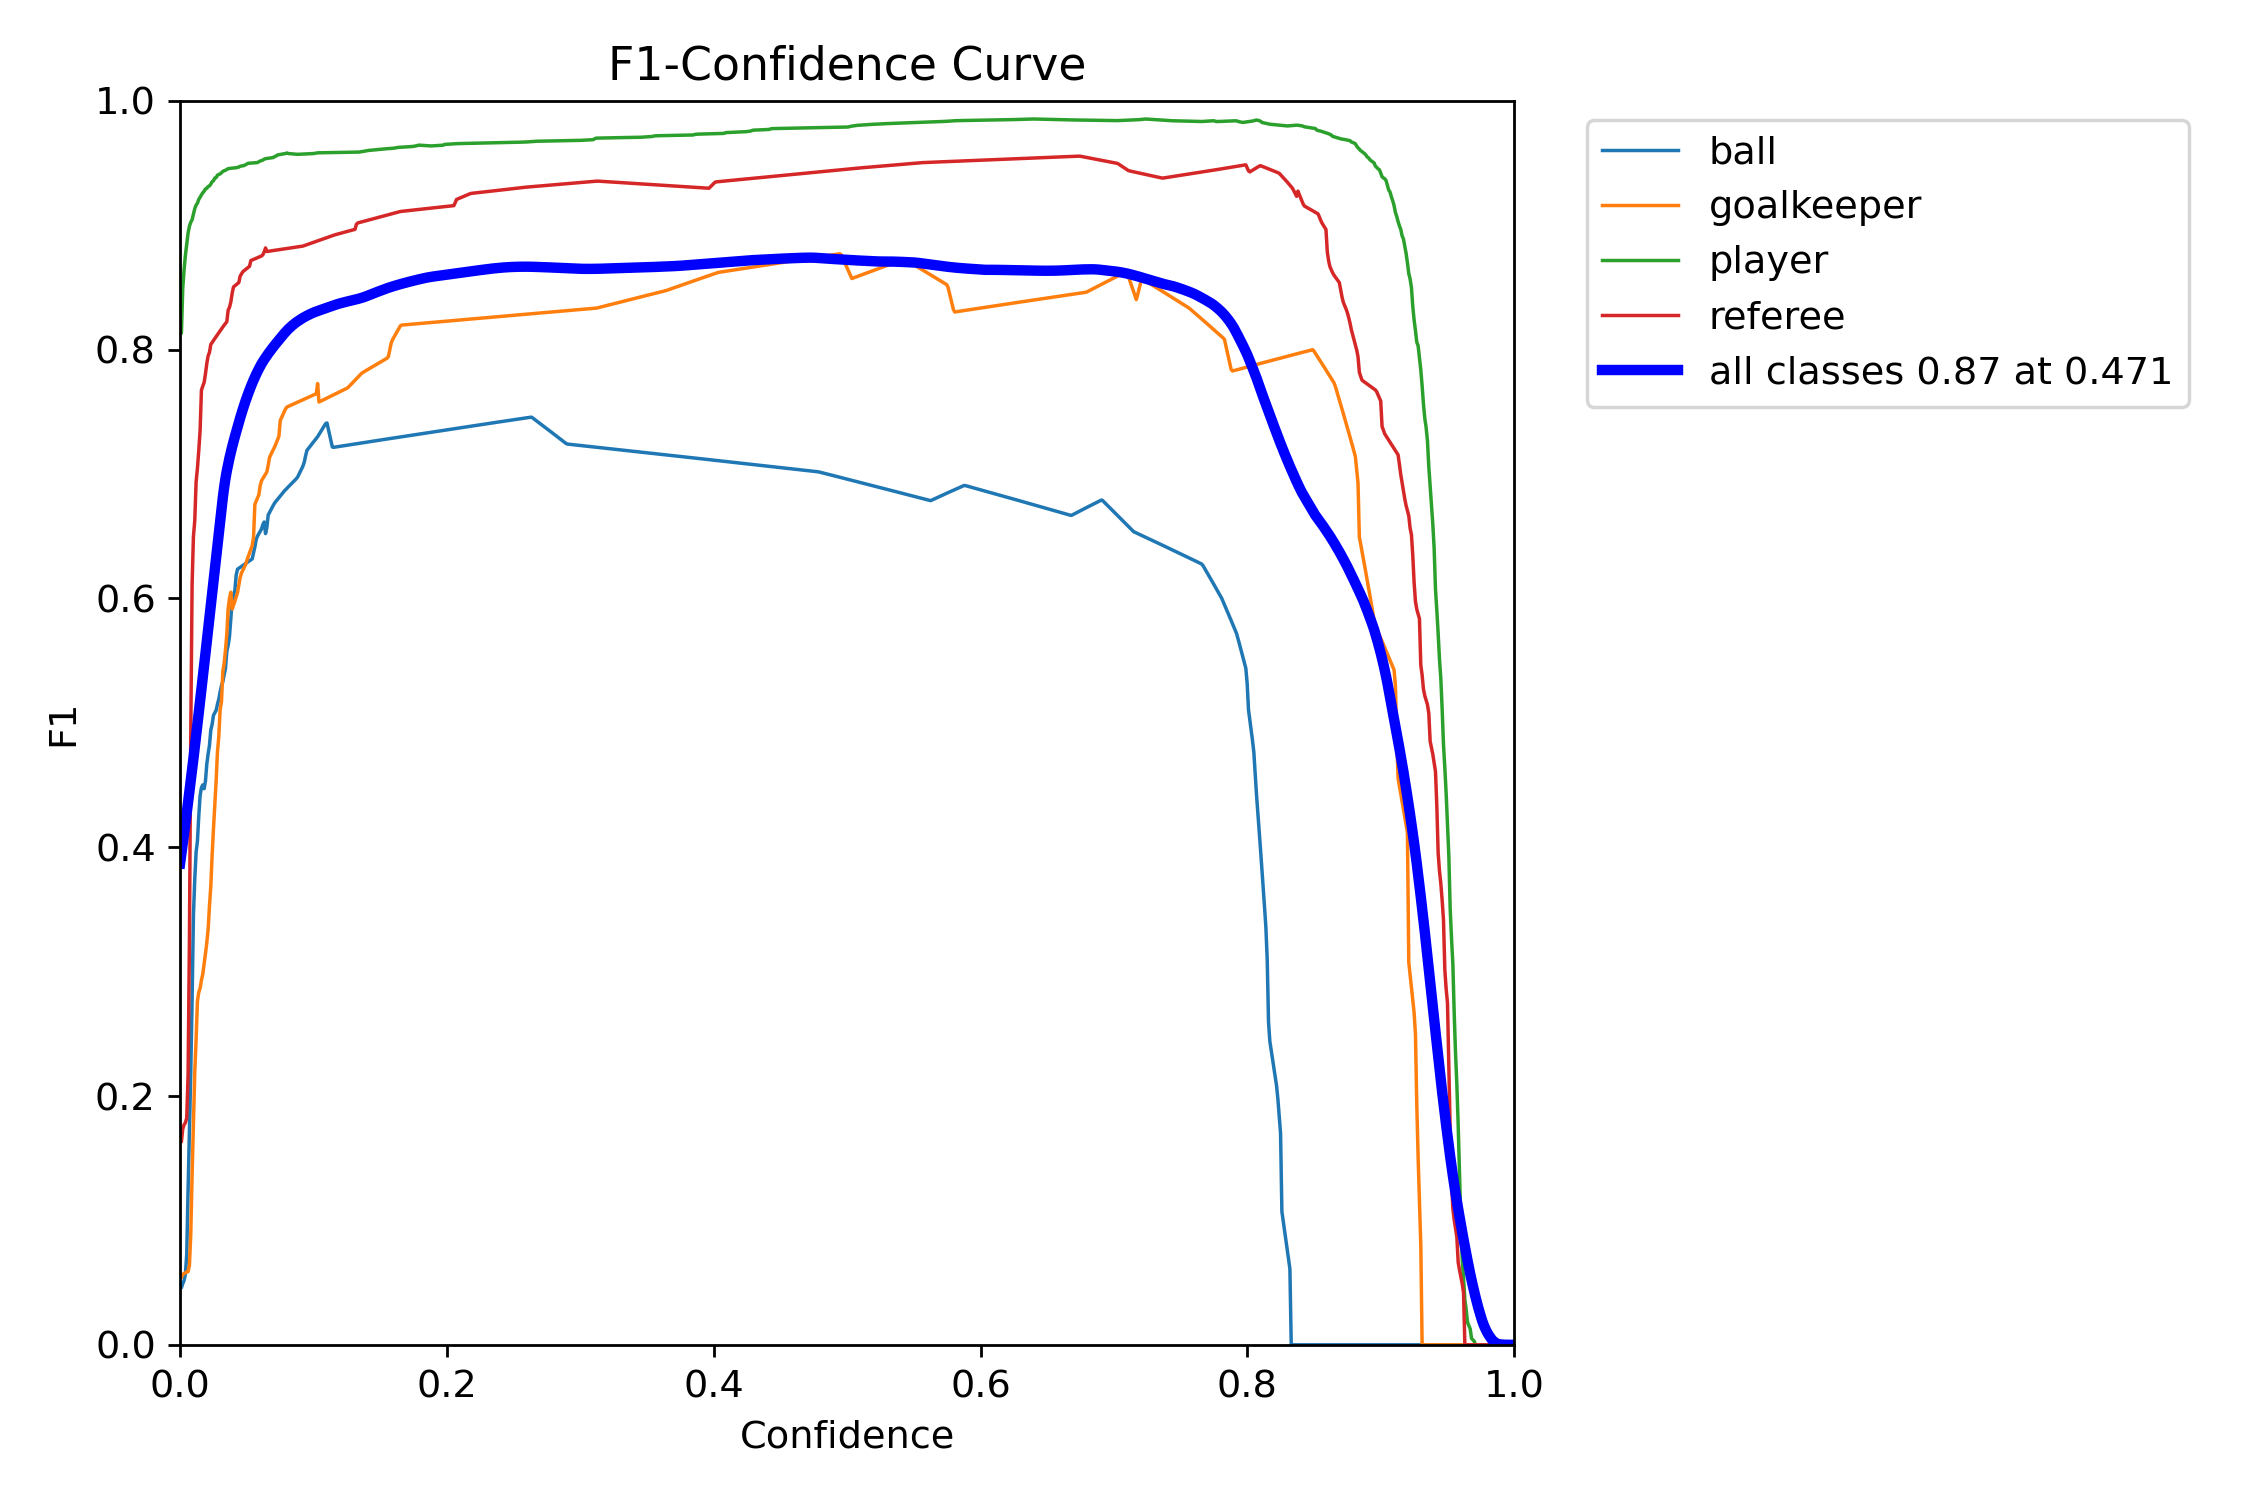 F1-Confidence Curve
1.0
0.8
0.6
0.4
0.2
0.0
F1
0.0 0.2 0.4 0.6 0.8 1.0
Confidence
ball
goalkeeper
player
referee
all classes 0.87 at 0.471